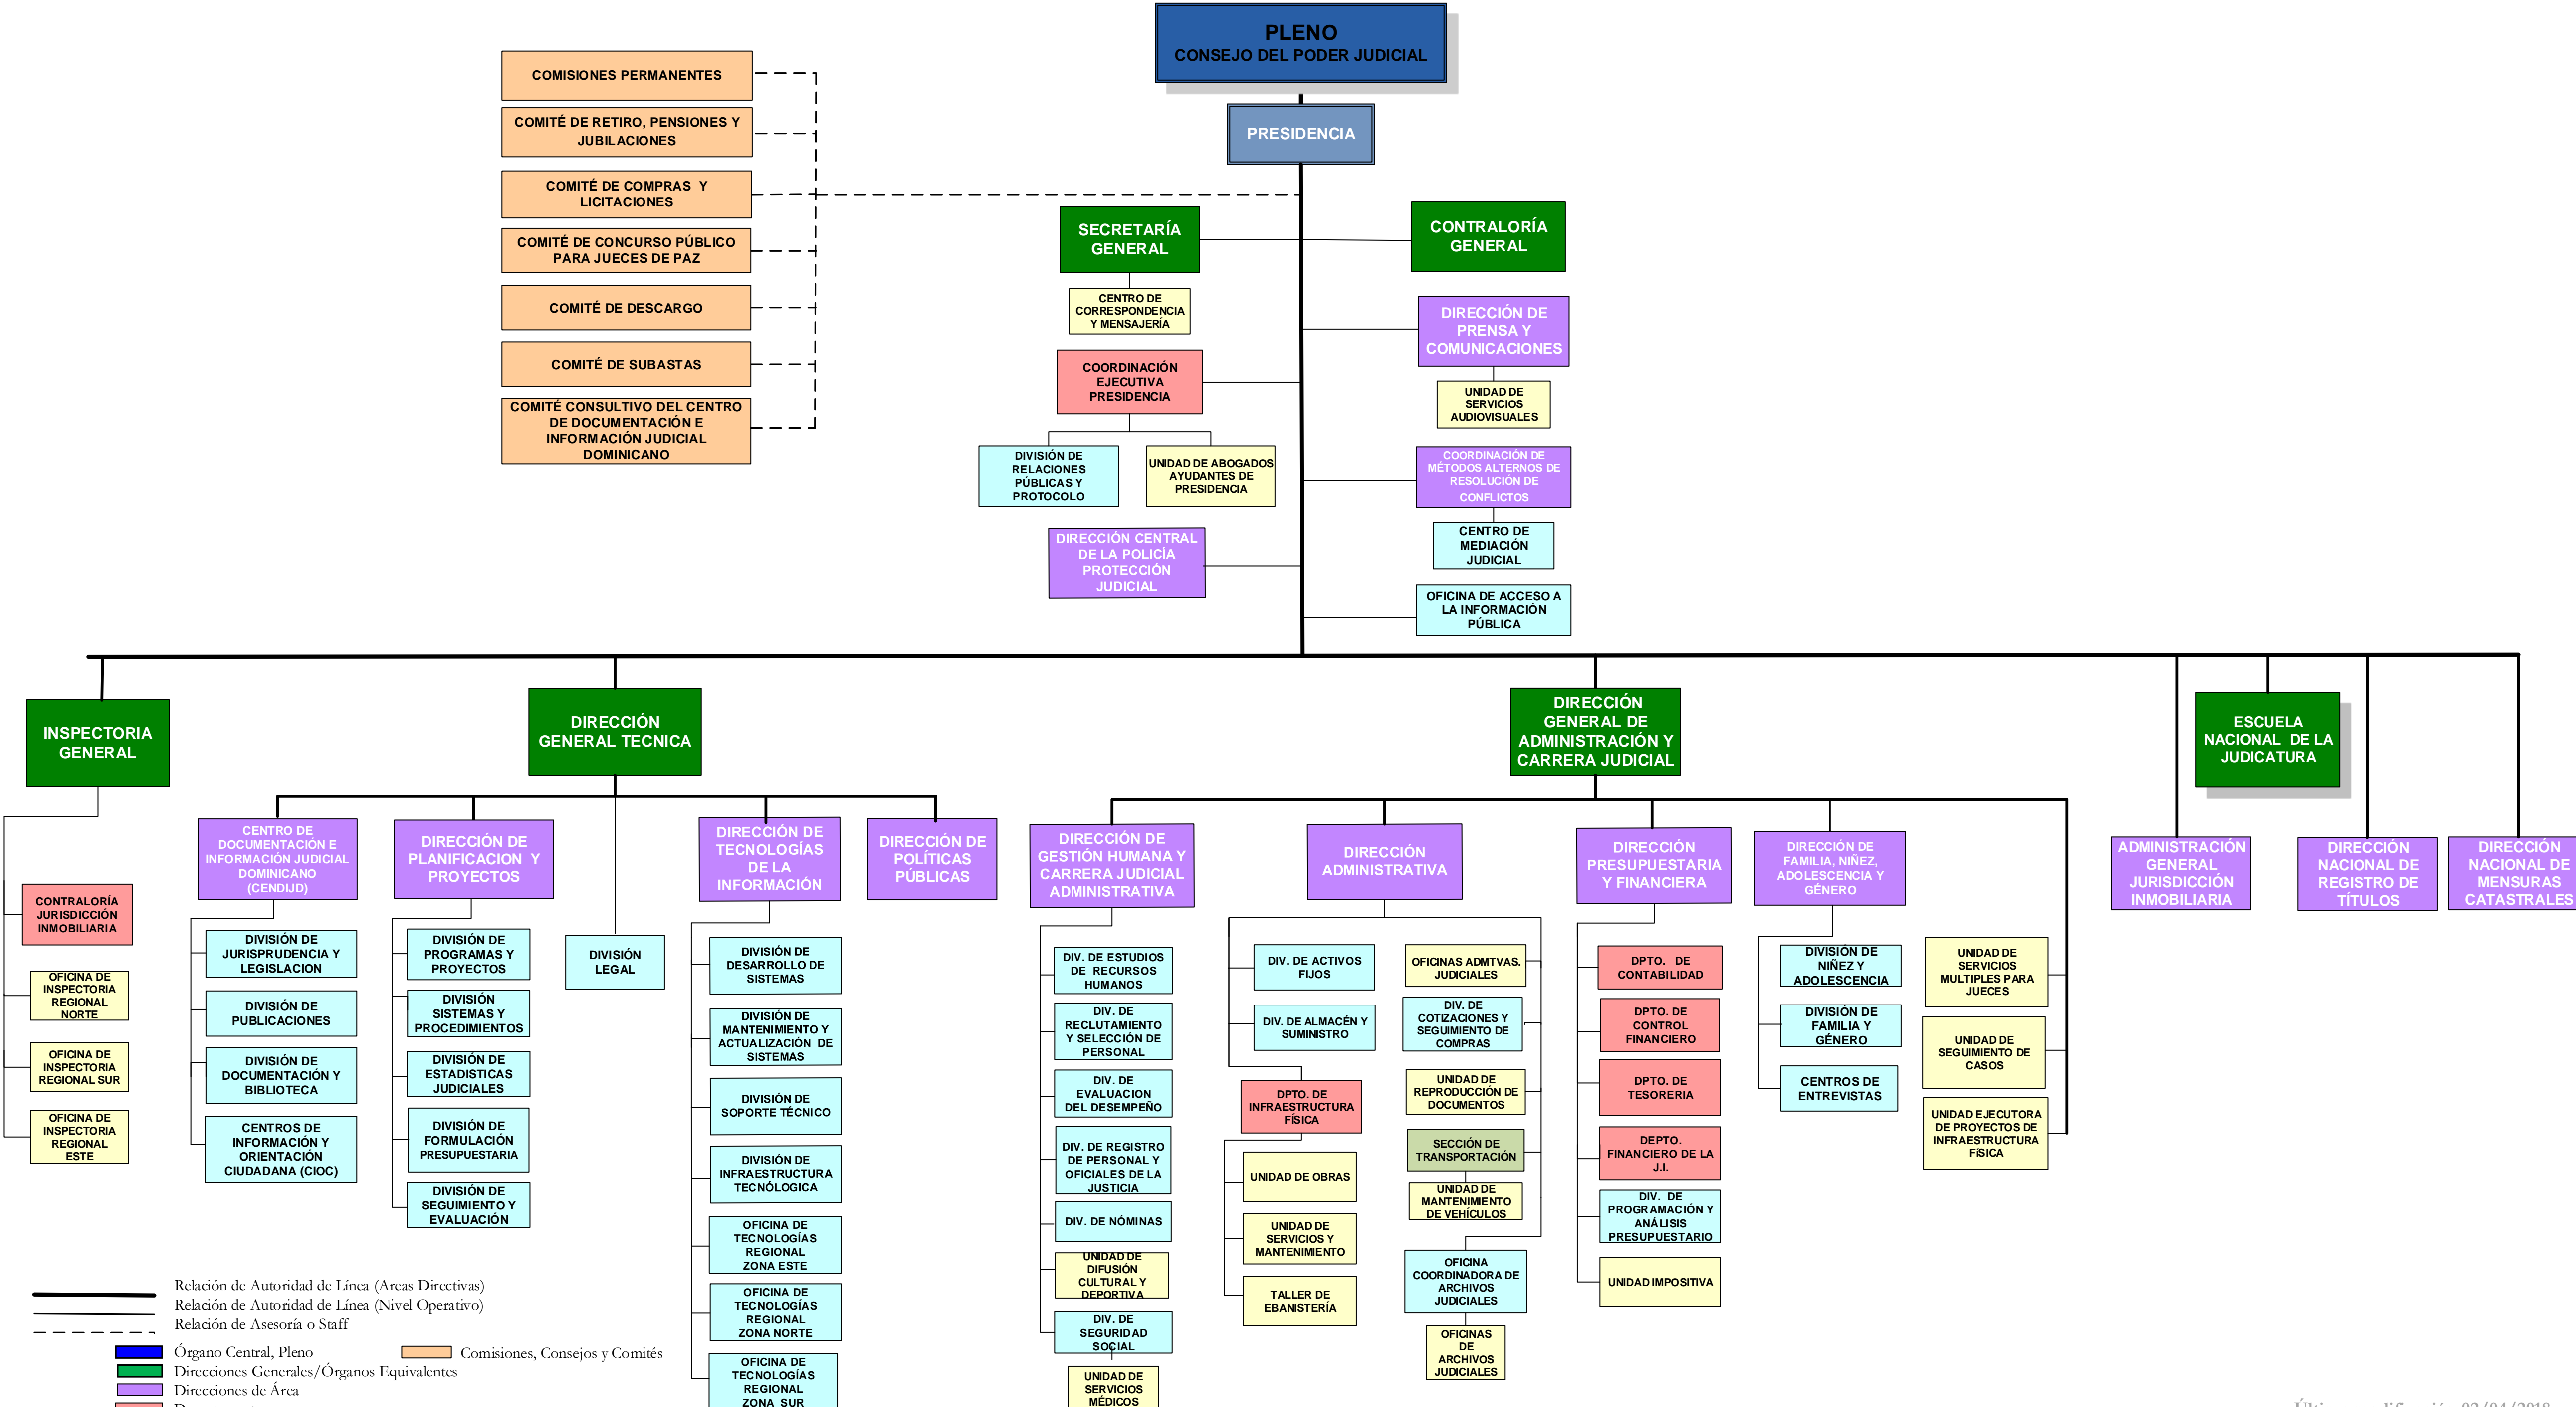 PLENO
CONSEJO DEL PODER JUDICIAL
PRESIDENCIA
COMISIONES PERMANENTES
COMITÉ DE RETIRO, PENSIONES Y
JUBILACIONES
COMITÉ DE COMPRAS Y
LICITACIONES
COMITÉ DE CONCURSO PÚBLICO
PARA JUECES DE PAZ
COMITÉ DE DESCARGO
COMITÉ DE SUBASTAS
COMITÉ CONSULTIVO DEL CENTRO
DE DOCUMENTACIÓN E
INFORMACIÓN JUDICIAL
DOMINICANO
SECRETARÍA
GENERAL
CENTRO DE
CORRESPONDENCIA
Y MENSAJERÍA
COORDINACIÓN
EJECUTIVA
PRESIDENCIA
DIVISIÓN DE
RELACIONES
PÚBLICAS Y
PROTOCOLO
UNIDAD DE ABOGADOS
AYUDANTES DE
PRESIDENCIA
DIRECCIÓN CENTRAL
DE LA POLICÍA
PROTECCIÓN
JUDICIAL
CONTRALORÍA
GENERAL
DIRECCIÓN DE
PRENSA Y
COMUNICACIONES
UNIDAD DE
SERVICIOS
AUDIOVISUALES
COORDINACIÓN DE
MÉTODOS ALTERNOS DE
RESOLUCIÓN DE
CONFLICTOS
CENTRO DE
MEDIACIÓN
JUDICIAL
OFICINA DE ACCESO A
LA INFORMACIÓN
PÚBLICA
INSPECTORIA
GENERAL
CONTRALORÍA
JURISDICCIÓN
INMOBILIARIA
OFICINA DE
INSPECTORIA
REGIONAL
NORTE
OFICINA DE
INSPECTORIA
REGIONAL SUR
OFICINA DE
INSPECTORIA
REGIONAL
ESTE
DIRECCIÓN
GENERAL TECNICA
CENTRO DE
DOCUMENTACIÓN E
INFORMACIÓN JUDICIAL
DOMINICANO
(CENDIJD)
DIVISIÓN DE
JURISPRUDENCIA Y
LEGISLACION
DIVISIÓN DE
PUBLICACIONES
DIVISIÓN DE
DOCUMENTACIÓN Y
BIBLIOTECA
CENTROS DE
INFORMACIÓN Y
ORIENTACIÓN
CIUDADANA (CIOC)
DIRECCIÓN DE
PLANIFICACION Y
PROYECTOS
DIVISIÓN DE
PROGRAMAS Y
PROYECTOS
DIVISIÓN
SISTEMAS Y
PROCEDIMIENTOS
DIVISIÓN DE
ESTADISTICAS
JUDICIALES
DIVISIÓN DE
FORMULACIÓN
PRESUPUESTARIA
DIVISIÓN DE
SEGUIMIENTO Y
EVALUACIÓN
DIVISIÓN
LEGAL
DIRECCIÓN DE
TECNOLOGÍAS
DE LA
INFORMACIÓN
DIVISIÓN DE
DESARROLLO DE
SISTEMAS
DIVISIÓN DE
MANTENIMIENTO Y
ACTUALIZACIÓN DE
SISTEMAS
DIVISIÓN DE
SOPORTE TÉCNICO
DIVISIÓN DE
INFRAESTRUCTURA
TECNÓLOGICA
OFICINA DE
TECNOLOGÍAS
REGIONAL
ZONA ESTE
OFICINA DE
TECNOLOGÍAS
REGIONAL
ZONA NORTE
OFICINA DE
TECNOLOGÍAS
REGIONAL
ZONA SUR
DIRECCIÓN DE
POLÍTICAS
PÚBLICAS
DIRECCIÓN
GENERAL DE
ADMINISTRACIÓN Y
CARRERA JUDICIAL
DIRECCIÓN DE
GESTIÓN HUMANA Y
CARRERA JUDICIAL
ADMINISTRATIVA
DIV. DE ESTUDIOS
DE RECURSOS
HUMANOS
DIV. DE
RECLUTAMIENTO
Y SELECCIÓN DE
PERSONAL
DIV. DE
EVALUACION
DEL DESEMPEÑO
DIV. DE REGISTRO
DE PERSONAL Y
OFICIALES DE LA
JUSTICIA
DIV. DE NÓMINAS
UNIDAD DE
DIFUSIÓN
CULTURAL Y
DEPORTIVA
DIV. DE
SEGURIDAD
SOCIAL
UNIDAD DE
SERVICIOS
MÉDICOS
DIRECCIÓN
ADMINISTRATIVA
DIV. DE ACTIVOS
FIJOS
DIV. DE ALMACÉN Y
SUMINISTRO
DPTO. DE
INFRAESTRUCTURA
FÍSICA
UNIDAD DE OBRAS
UNIDAD DE
SERVICIOS Y
MANTENIMIENTO
TALLER DE
EBANISTERÍA
OFICINAS ADMTVAS.
JUDICIALES
DIV. DE
COTIZACIONES Y
SEGUIMIENTO DE
COMPRAS
UNIDAD DE
REPRODUCCIÓN DE
DOCUMENTOS
SECCIÓN DE
TRANSPORTACIÓN
UNIDAD DE
MANTENIMIENTO
DE VEHÍCULOS
OFICINA
COORDINADORA DE
ARCHIVOS
JUDICIALES
OFICINAS
DE
ARCHIVOS
JUDICIALES
DIRECCIÓN
PRESUPUESTARIA
Y FINANCIERA
DPTO. DE
CONTABILIDAD
DPTO. DE
CONTROL
FINANCIERO
DPTO. DE
TESORERIA
DEPTO.
FINANCIERO DE LA
J.I.
DIV. DE
PROGRAMACIÓN Y
ANÁLISIS
PRESUPUESTARIO
UNIDAD IMPOSITIVA
DIRECCIÓN DE
FAMILIA, NIÑEZ,
ADOLESCENCIA Y
GÉNERO
DIVISIÓN DE
NIÑEZ Y
ADOLESCENCIA
DIVISIÓN DE
FAMILIA Y
GÉNERO
CENTROS DE
ENTREVISTAS
UNIDAD DE
SERVICIOS
MULTIPLES PARA
JUECES
UNIDAD DE
SEGUIMIENTO DE
CASOS
UNIDAD EJECUTORA
DE PROYECTOS DE
INFRAESTRUCTURA
FíSICA
ESCUELA
NACIONAL DE LA
JUDICATURA
ADMINISTRACIÓN
GENERAL
JURISDICCIÓN
INMOBILIARIA
DIRECCIÓN
NACIONAL DE
REGISTRO DE
TÍTULOS
DIRECCIÓN
NACIONAL DE
MENSURAS
CATASTRALES
Relación de Autoridad de Línea (Areas Directivas)
Relación de Autoridad de Línea (Nivel Operativo)
Relación de Asesoría o Staff
Órgano Central, Pleno
Comisiones, Consejos y Comités
Direcciones Generales/Órganos Equivalentes
Direcciones de Área